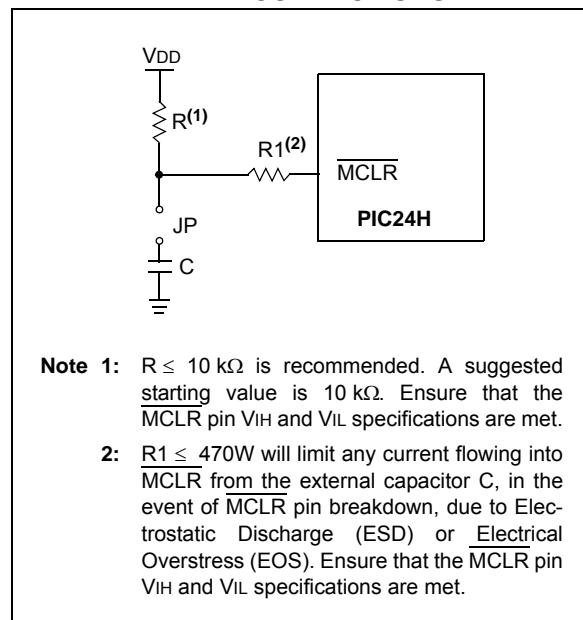 VDD
R(1)
R1(2)
MCLR
JP
PIC24H
C
Note 1: R ≤ 10 kΩ is recommended. A suggested
starting value is 10 kΩ. Ensure that the
MCLR pin VIH and VIL specifications are met.
2: R1 ≤ 470W will limit any current flowing into
MCLR from the external capacitor C, in the
event of MCLR pin breakdown, due to Elec-
trostatic Discharge (ESD) or Electrical
Overstress (EOS). Ensure that the MCLR pin
VIH and VIL specifications are met.